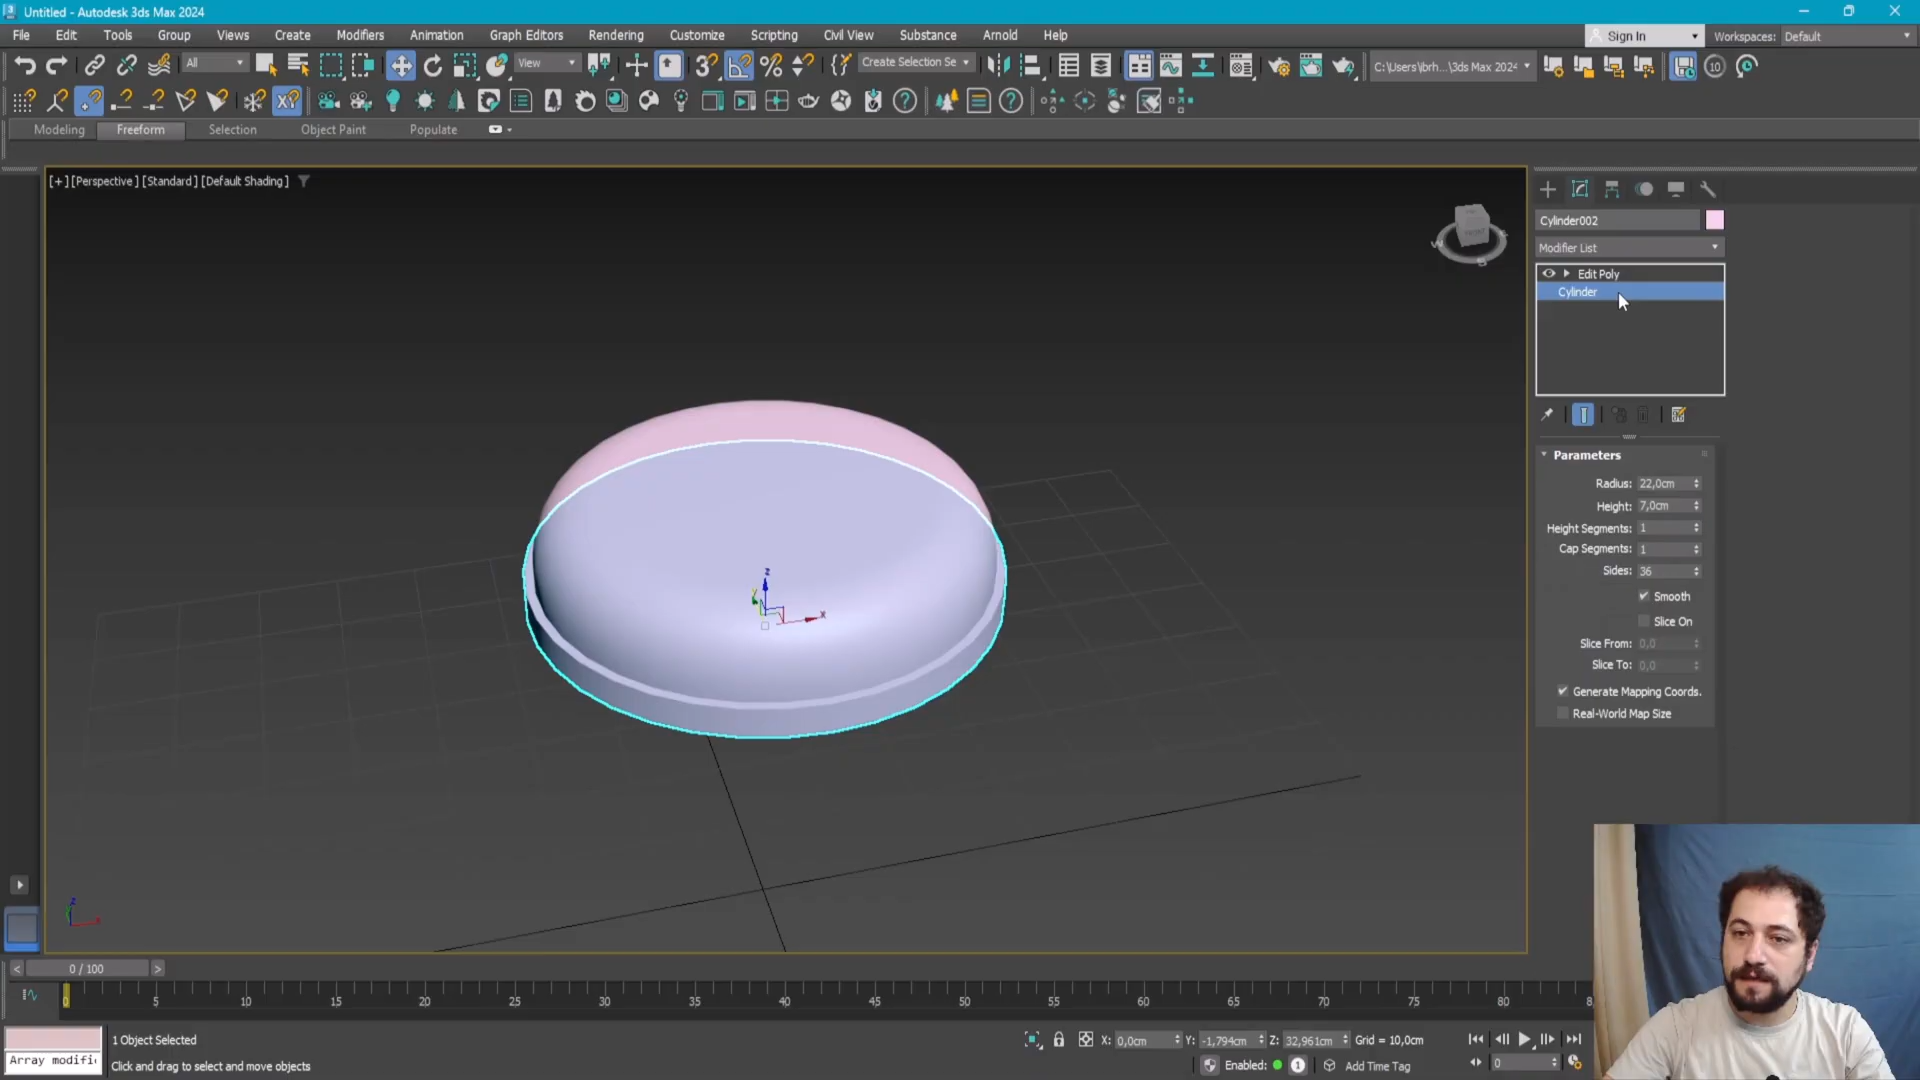 Untitled - Autodesk 3ds Max 2024
File Edit Tools Group Views Create Modifiers Animation Graph Editors Rendering Customize Scripting Civil View Substance Arnold Help
Sign In Workspaces: Default
All View Create Selection Se C:\Users\brh...\3ds Max 2024
Modeling Freeform Selection Object Paint Populate
[+] [Perspective] [Standard] [Default Shading]
Cylinder002
Modifier List
Edit Poly
Cylinder
Parameters
Radius: 22,0cm
Height: 7,0cm
Height Segments: 1
Cap Segments: 1
Sides: 36
Smooth
Slice On
Slice From: 0,0
Slice To: 0,0
Generate Mapping Coords.
Real-World Map Size
z
x
< 0 / 100 >
0 5 10 15 20 25 30 35 40 45 50 55 60 65 70 75 80
1 Object Selected
X: 0,0cm Y: -1,794cm Z: 32,961cm Grid = 10,0cm
Array modifi
Click and drag to select and move objects
Enabled: 1 Add Time Tag
0